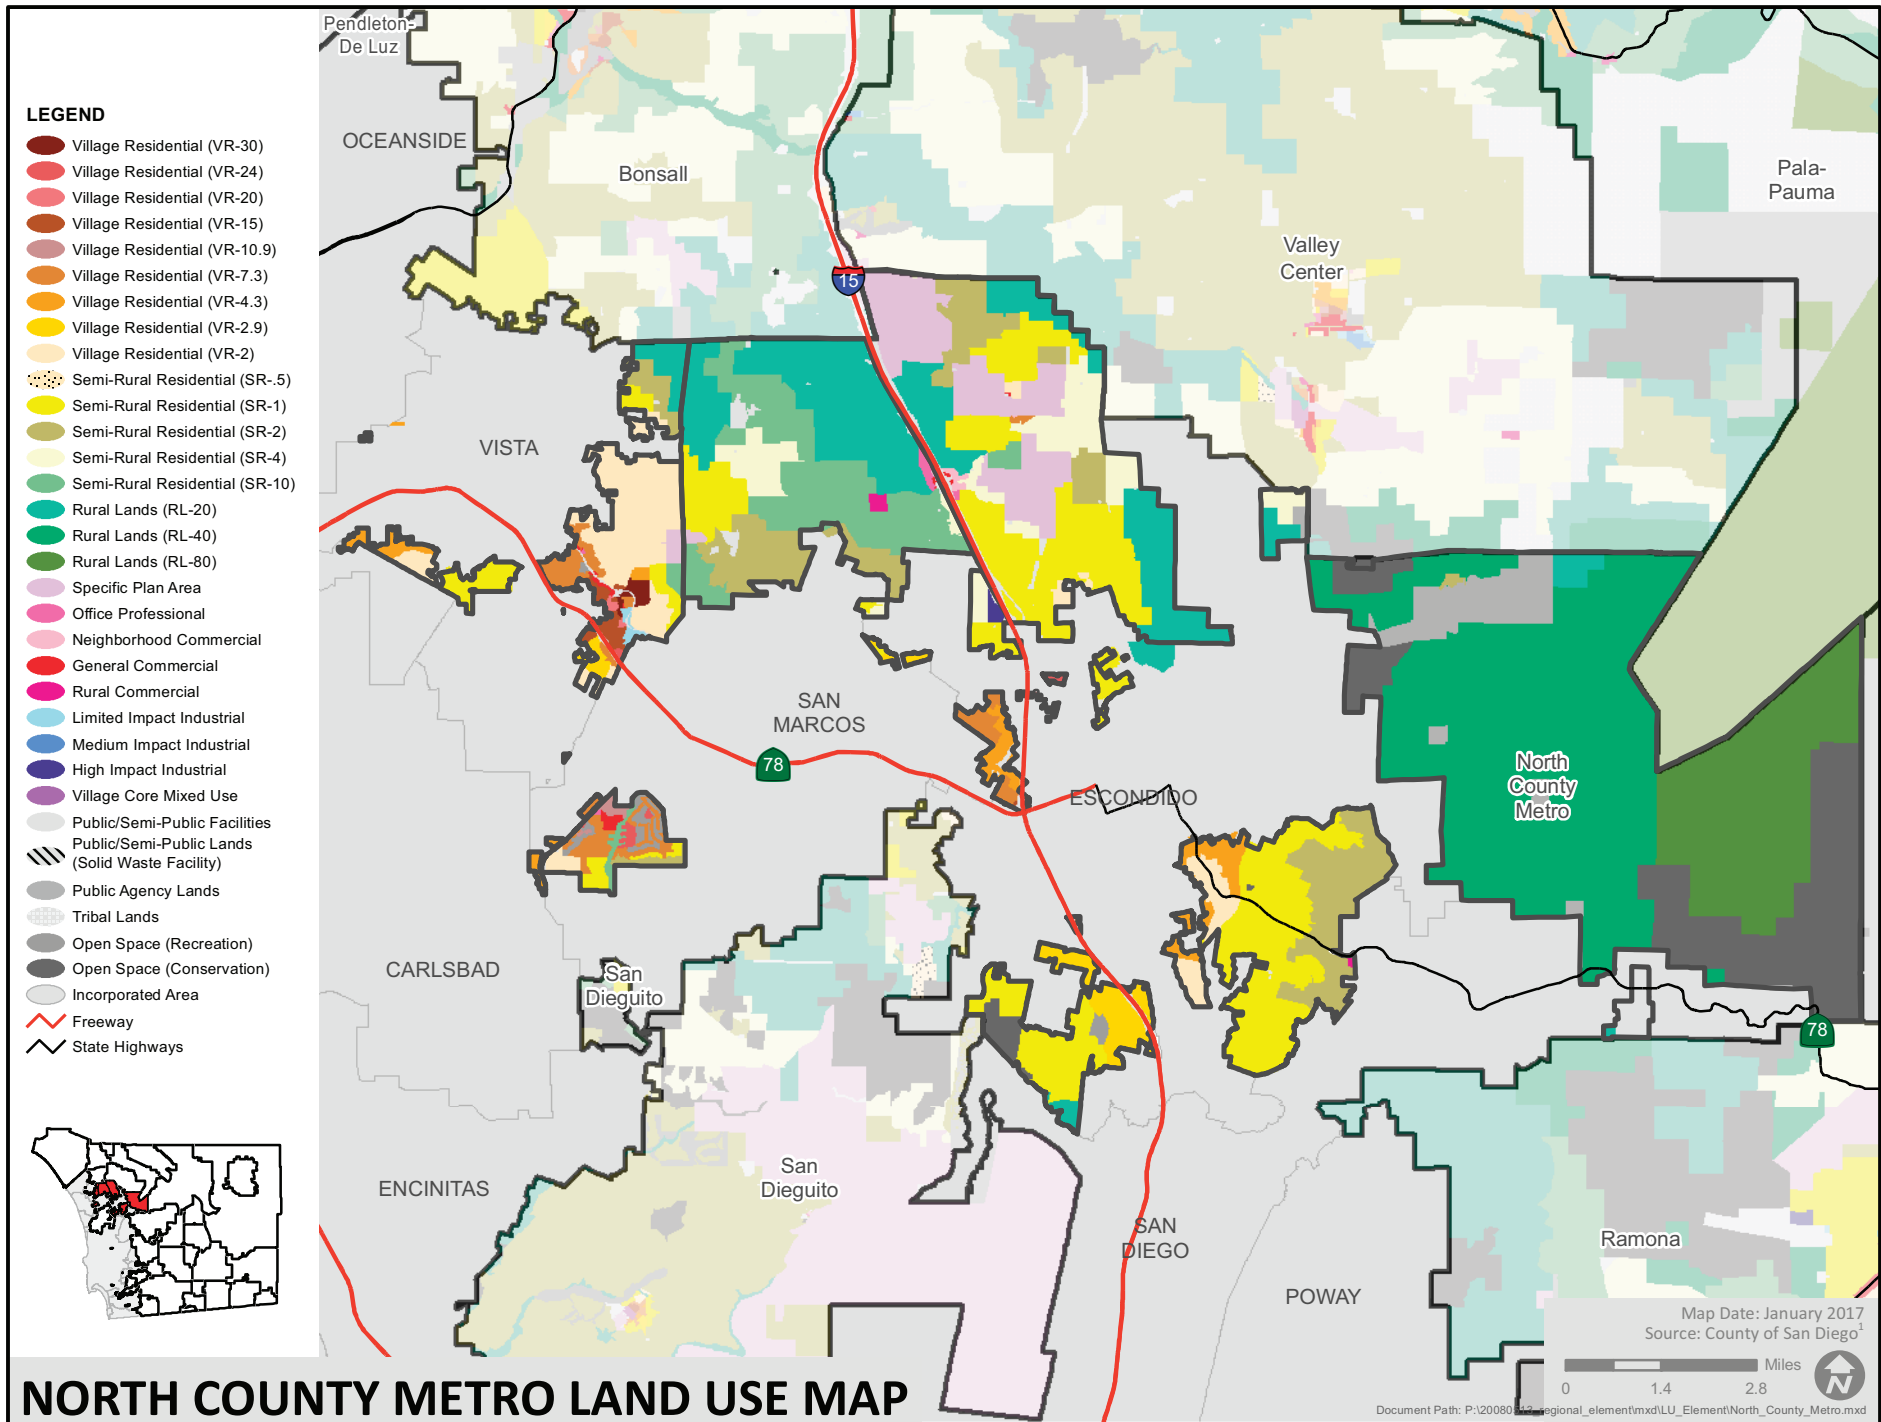 LEGEND
Village Residential (VR-30)
Village Residential (VR-24)
Village Residential (VR-20)
Village Residential (VR-15)
Village Residential (VR-10.9)
Village Residential (VR-7.3)
Village Residential (VR-4.3)
Village Residential (VR-2.9)
Village Residential (VR-2)
Semi-Rural Residential (SR-.5)
Semi-Rural Residential (SR-1)
Semi-Rural Residential (SR-2)
Semi-Rural Residential (SR-4)
Semi-Rural Residential (SR-10)
Rural Lands (RL-20)
Rural Lands (RL-40)
Rural Lands (RL-80)
Specific Plan Area
Office Professional
Neighborhood Commercial
General Commercial
Rural Commercial
Limited Impact Industrial
Medium Impact Industrial
High Impact Industrial
Village Core Mixed Use
Public/Semi-Public Facilities
Public/Semi-Public Lands
(Solid Waste Facility)
Public Agency Lands
Tribal Lands
Open Space (Recreation)
Open Space (Conservation)
Incorporated Area
Freeway
State Highways
Pendleton-
De Luz
OCEANSIDE
Bonsall
Pala-
Pauma
Valley
Center
15
VISTA
SAN
MARCOS
78
ESCONDIDO
North
County
Metro
CARLSBAD
San
Dieguito
78
ENCINITAS
San
Dieguito
SAN
DIEGO
POWAY
Ramona
Map Date: January 2017
Source: County of San Diego1
Miles
0 1.4 2.8
N
NORTH COUNTY METRO LAND USE MAP